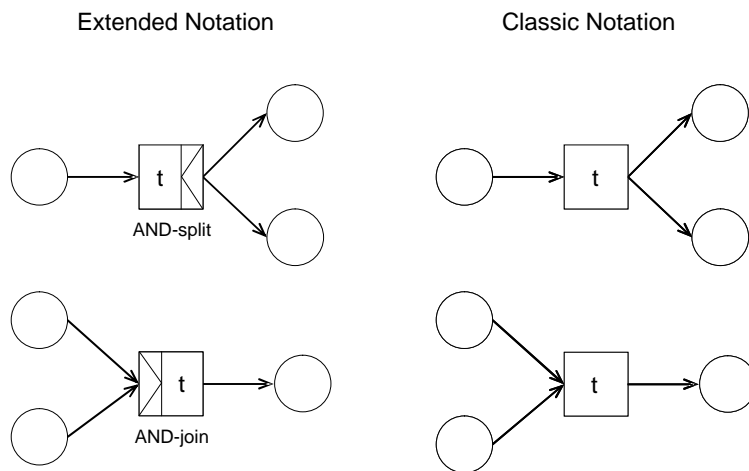 Extended Notation
Classic Notation
t
AND-split
t
t
AND-join
t